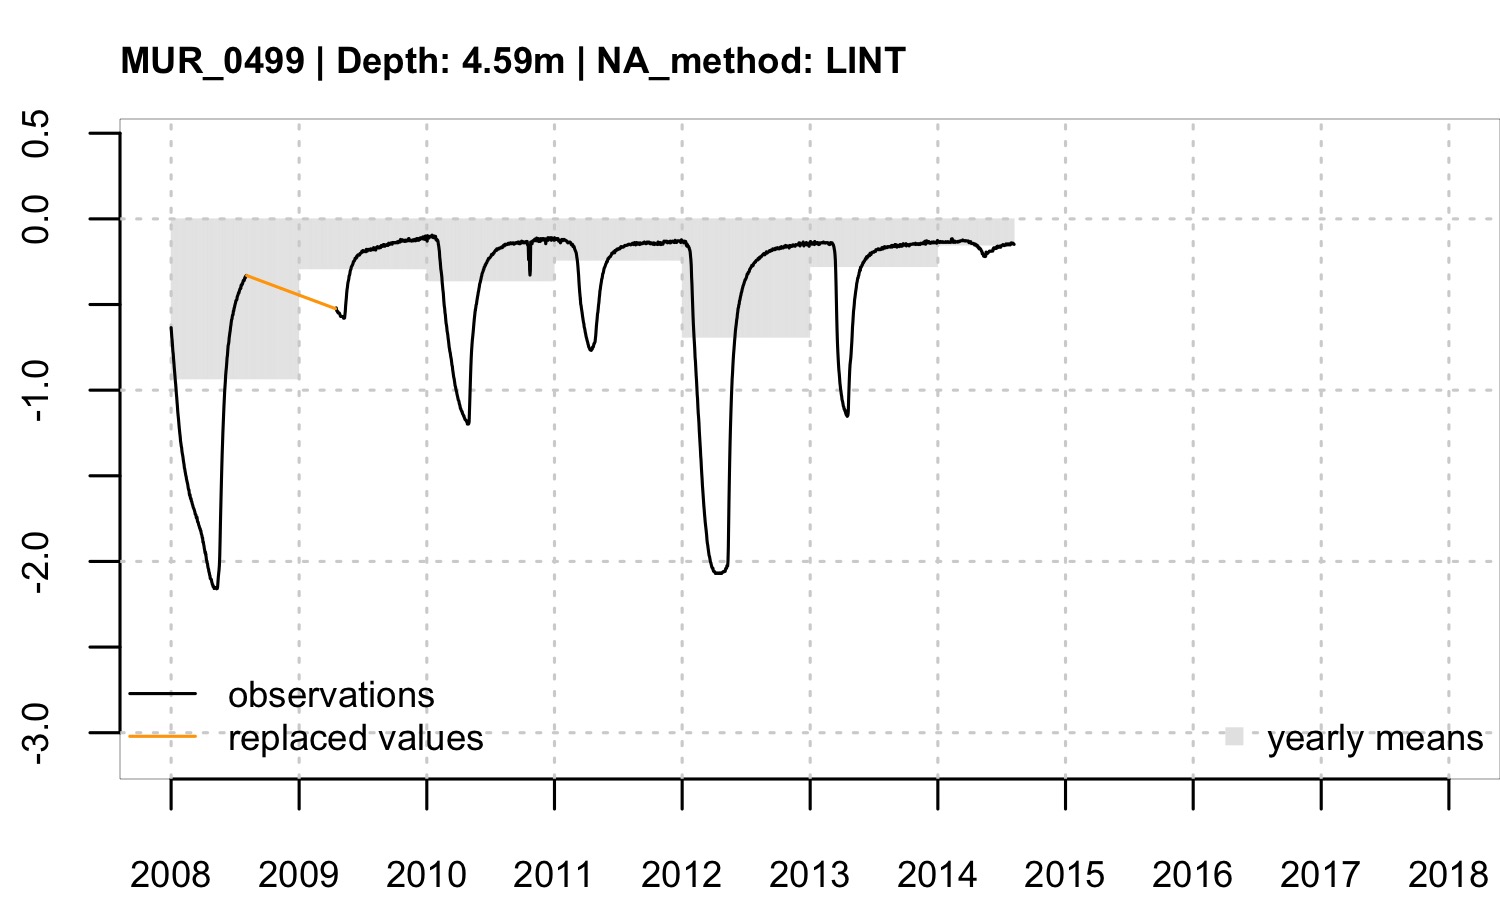 MUR_0499 | Depth: 4.59m | NA_method: LINT
0.5
0.0
-1.0
-2.0
-3.0
observations
replaced values
yearly means
2008 2009 2010 2011 2012 2013 2014 2015 2016 2017 2018